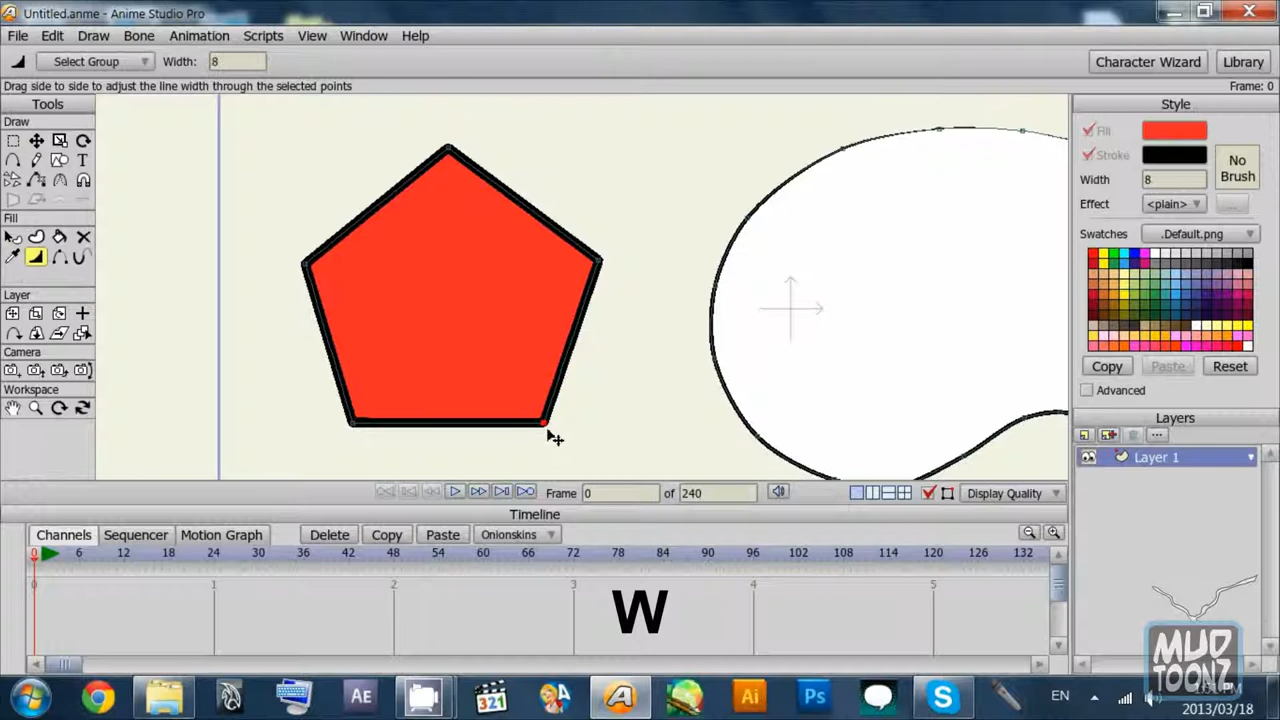 Untitled.anme - Anime Studio Pro
File Edit Draw Bone Animation Scripts View Window Help
Select Group Width: 8 Character Wizard Library
Drag side to side to adjust the line width through the selected points Frame: 0
Tools Style
Draw
Fill
Stroke
No Brush
Width 8
Effect <plain> ...
Fill
Swatches .Default.png
Layer
Camera
Copy Paste Reset
Workspace
Advanced
Layers
Layer 1
Frame 0 of 240 Display Quality
Timeline
Channels Sequencer Motion Graph Delete Copy Paste Onionskins
0 6 12 18 24 30 36 42 48 54 60 66 72 78 84 90 96 102 108 114 120 126 132
0 1 2 3 4 5
W
MUD TOONZ
321 AE Ai Ps EN
2013/03/18